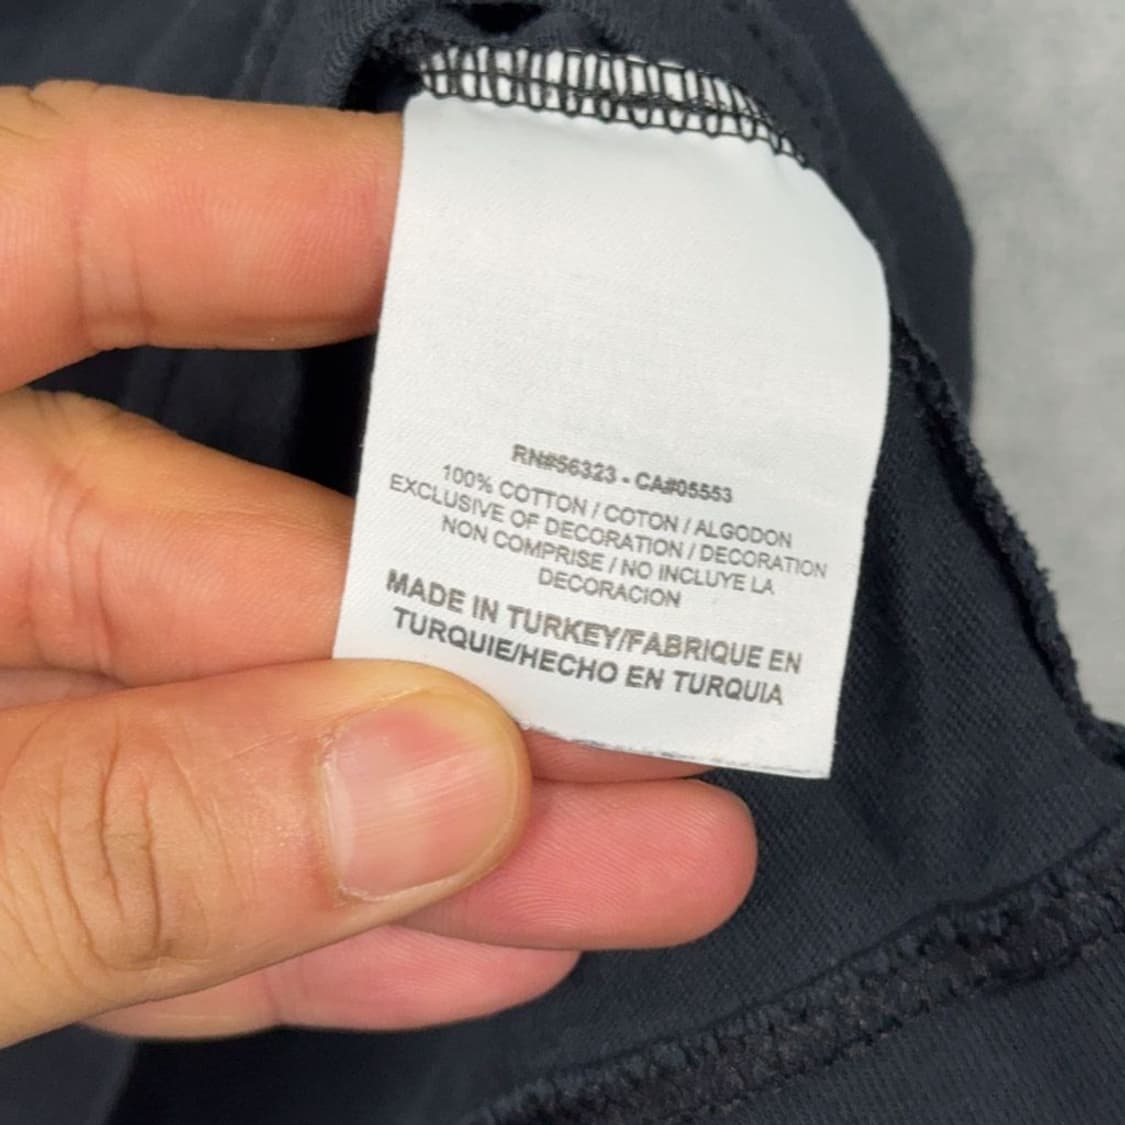 RN#56323 - CA#05553
100% COTTON / COTON / ALGODON
EXCLUSIVE OF DECORATION / DECORATION
NON COMPRISE / NO INCLUYE LA
DECORACION
MADE IN TURKEY/FABRIQUE EN
TURQUIE/HECHO EN TURQUIA